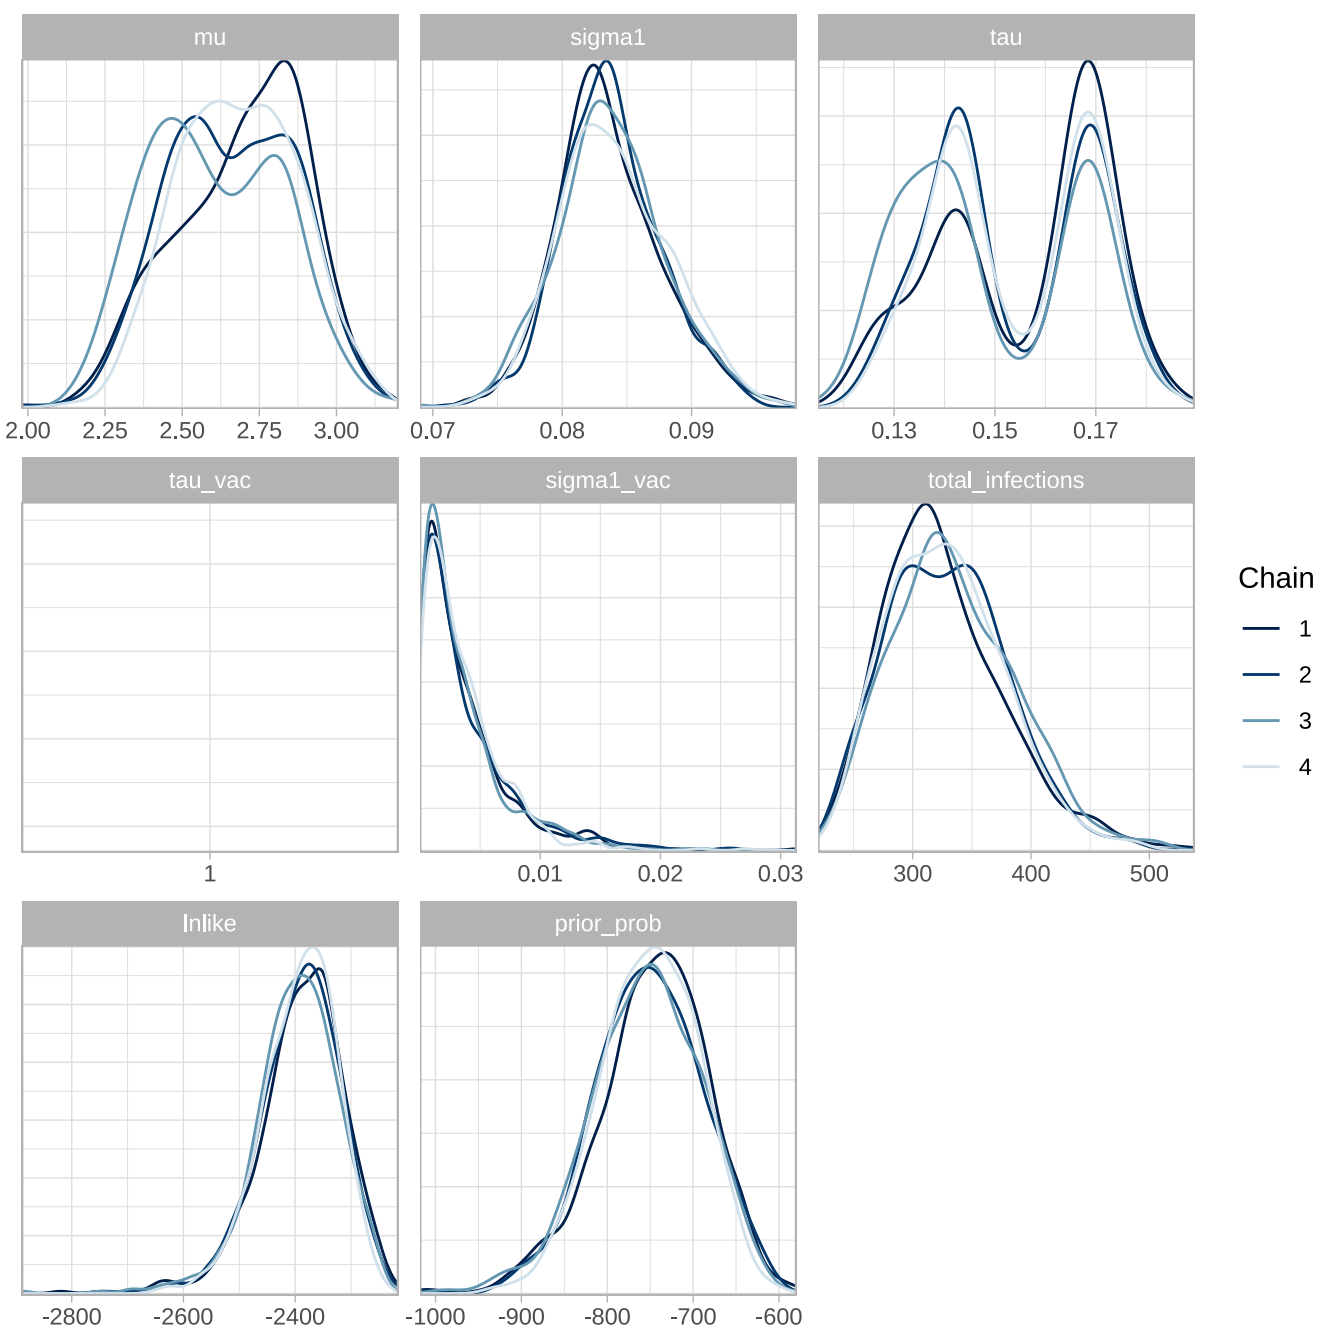 mu sigma1 tau
2.00 2.25 2.50 2.75 3.00 0.07 0.08 0.09 0.13 0.15 0.17
tau_vac sigma1_vac total_infections
1 0.01 0.02 0.03 300 400 500
Chain
1
2
3
4
lnlike prior_prob
-2800 -2600 -2400 -1000 -900 -800 -700 -600